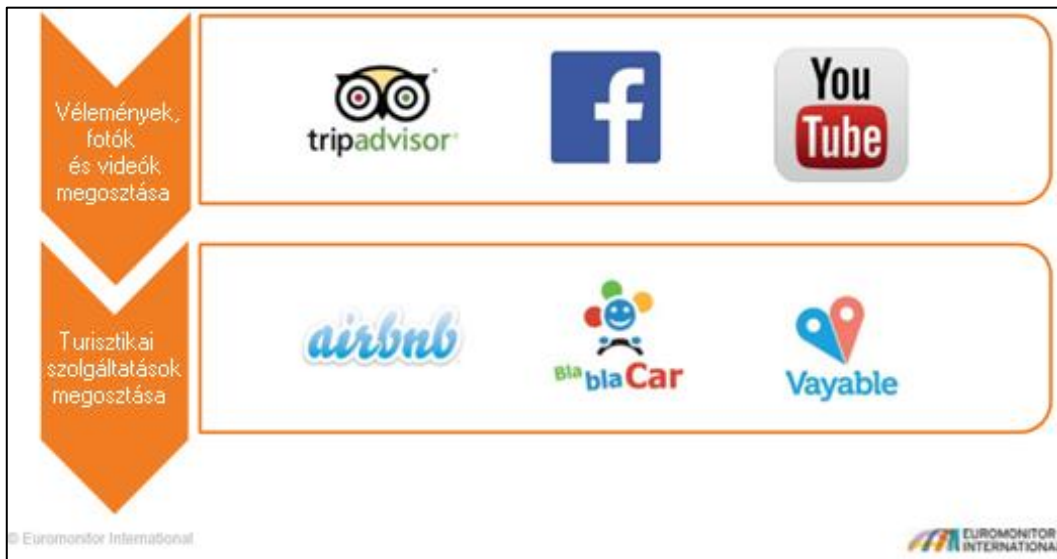 Vélemények,
fotók
és videók
megosztása
tripadvisor
f
You
Tube
Turisztikai
szolgáltatások
megosztása
airbnb
Bla
bla Car
Vayable
© Euromonitor International
EUROMONITOR
INTERNATIONAL